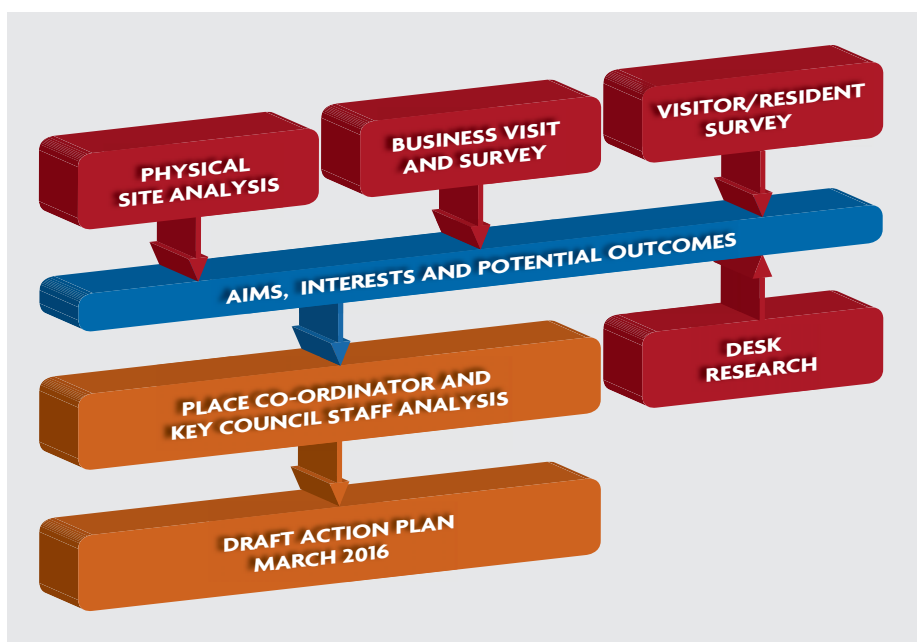 PHYSICAL
SITE ANALYSIS
BUSINESS VISIT
AND SURVEY
VISITOR/RESIDENT
SURVEY
AIMS, INTERESTS AND POTENTIAL OUTCOMES
DESK
RESEARCH
PLACE CO-ORDINATOR AND
KEY COUNCIL STAFF ANALYSIS
DRAFT ACTION PLAN
MARCH 2016